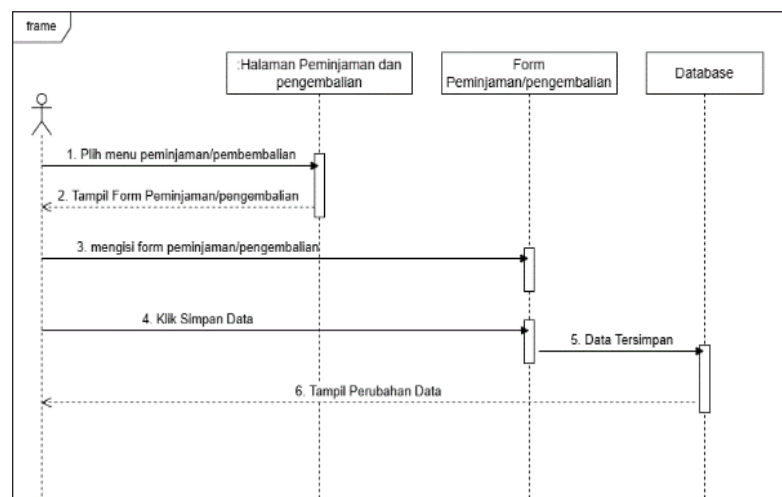 frame
:Halaman Peminjaman dan
pengembalian
Form
Peminjaman/pengembalian
Database
1. Plih menu peminjaman/pembembalian
2. Tampil Form Peminjaman/pengembalian
3. mengisi form peminjaman/pengembalian
4. Klik Simpan Data
5. Data Tersimpan
6. Tampil Perubahan Data